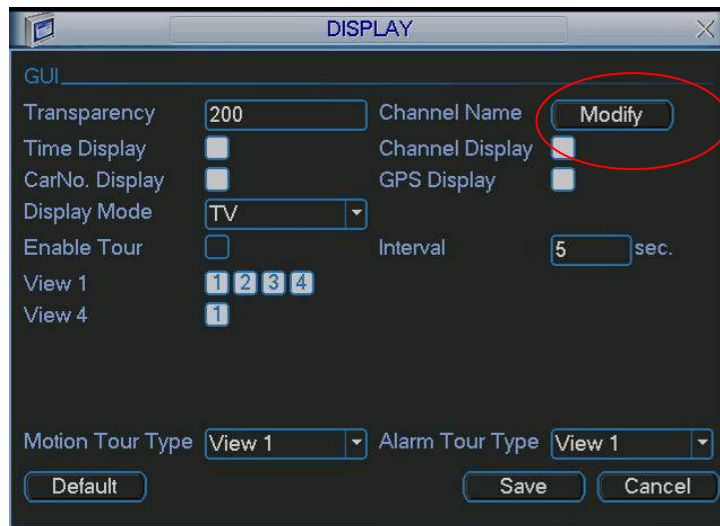 DISPLAY
GUI
Transparency 200 Channel Name Modify
Time Display Channel Display
CarNo. Display GPS Display
Display Mode TV
Enable Tour Interval 5 sec.
View 1 1 2 3 4
View 4 1
Motion Tour Type View 1 Alarm Tour Type View 1
Default Save Cancel